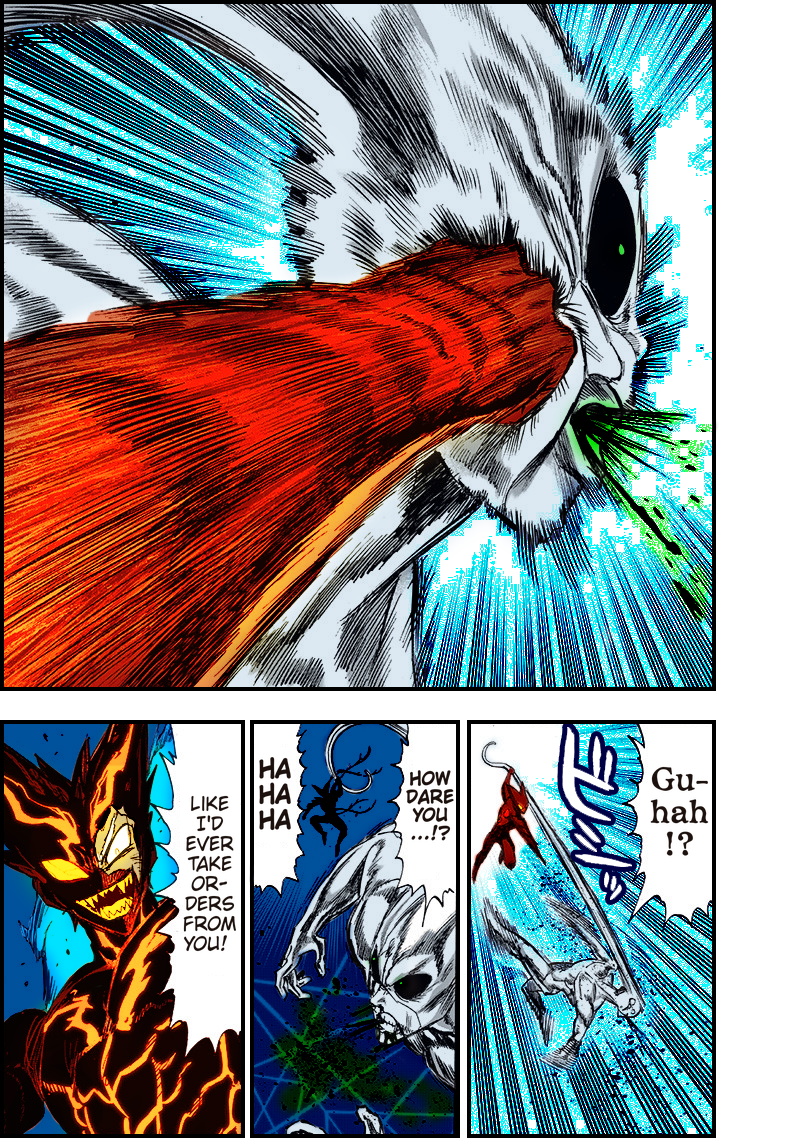 Gu-
hah
!?
HOW
DARE
YOU
...!?
HA
HA
HA
LIKE
I'D
EVER
TAKE
OR-
DERS
FROM
YOU!